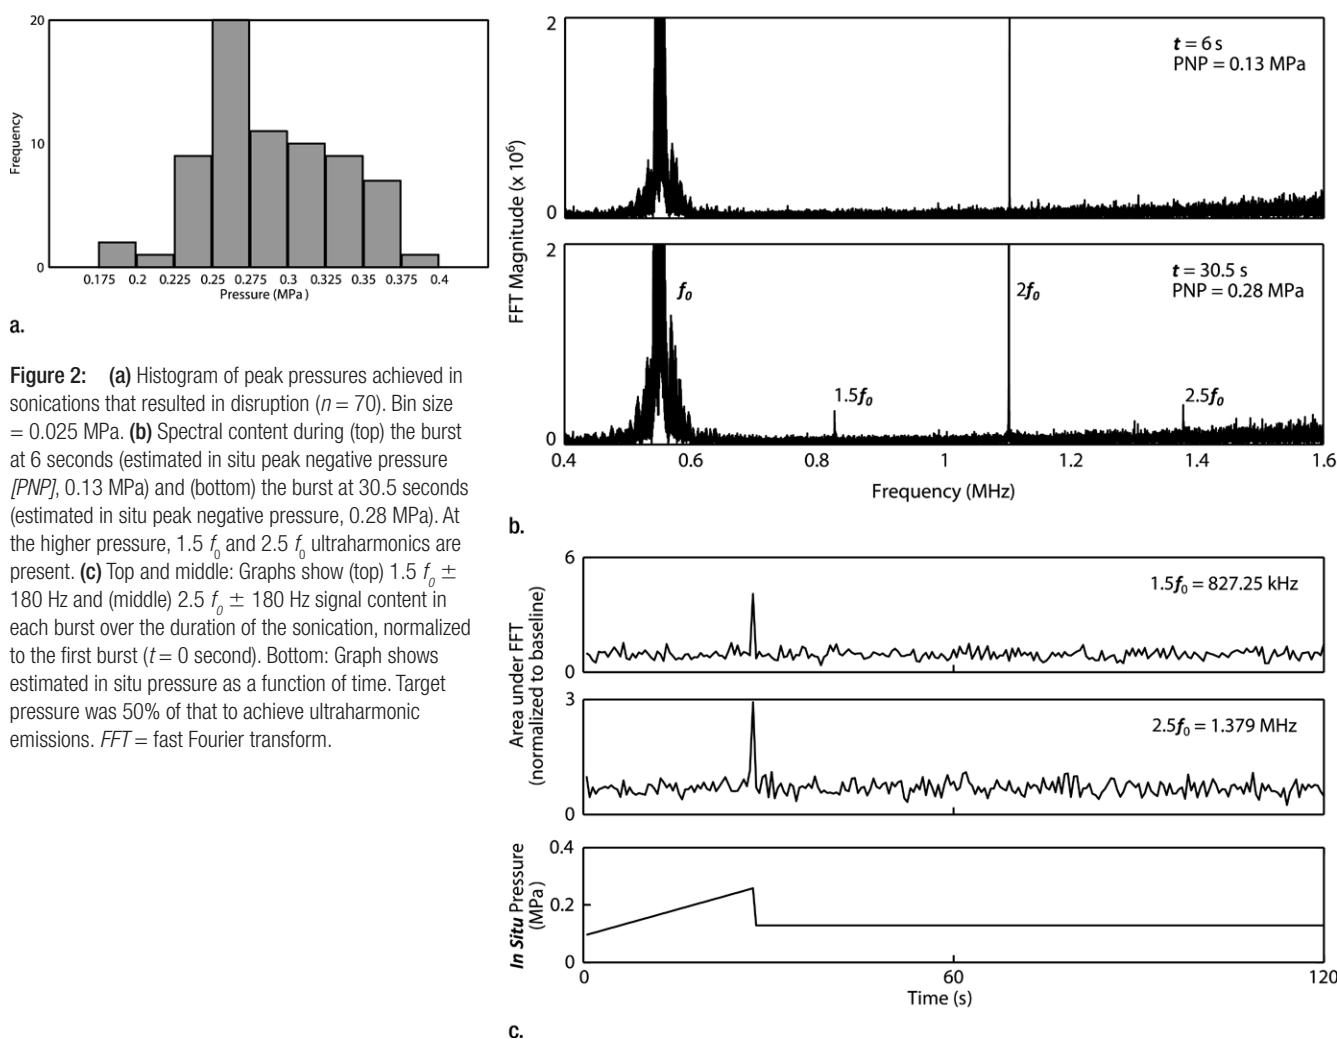 20
10
0
Frequency
0.175 0.2 0.225 0.25 0.275 0.3 0.325 0.35 0.375 0.4
Pressure (MPa)
a.
Figure 2: (a) Histogram of peak pressures achieved in
sonications that resulted in disruption (n = 70). Bin size
= 0.025 MPa. (b) Spectral content during (top) the burst
at 6 seconds (estimated in situ peak negative pressure
[PNP], 0.13 MPa) and (bottom) the burst at 30.5 seconds
(estimated in situ peak negative pressure, 0.28 MPa). At
the higher pressure, 1.5 f0 and 2.5 f0 ultraharmonics are
present. (c) Top and middle: Graphs show (top) 1.5 f0 ±
180 Hz and (middle) 2.5 f0 ± 180 Hz signal content in
each burst over the duration of the sonication, normalized
to the first burst (t = 0 second). Bottom: Graph shows
estimated in situ pressure as a function of time. Target
pressure was 50% of that to achieve ultraharmonic
emissions. FFT = fast Fourier transform.
2
0
t = 6 s
PNP = 0.13 MPa
FFT Magnitude (x 10⁶)
2
0
t = 30.5 s
PNP = 0.28 MPa
f0
2f0
1.5f0
2.5f0
0.4 0.6 0.8 1 1.2 1.4 1.6
Frequency (MHz)
b.
6
0
1.5f0 = 827.25 kHz
Area under FFT
(normalized to baseline)
3
0
2.5f0 = 1.379 MHz
0.4
0.2
0
In Situ Pressure
(MPa)
0 60 120
Time (s)
c.